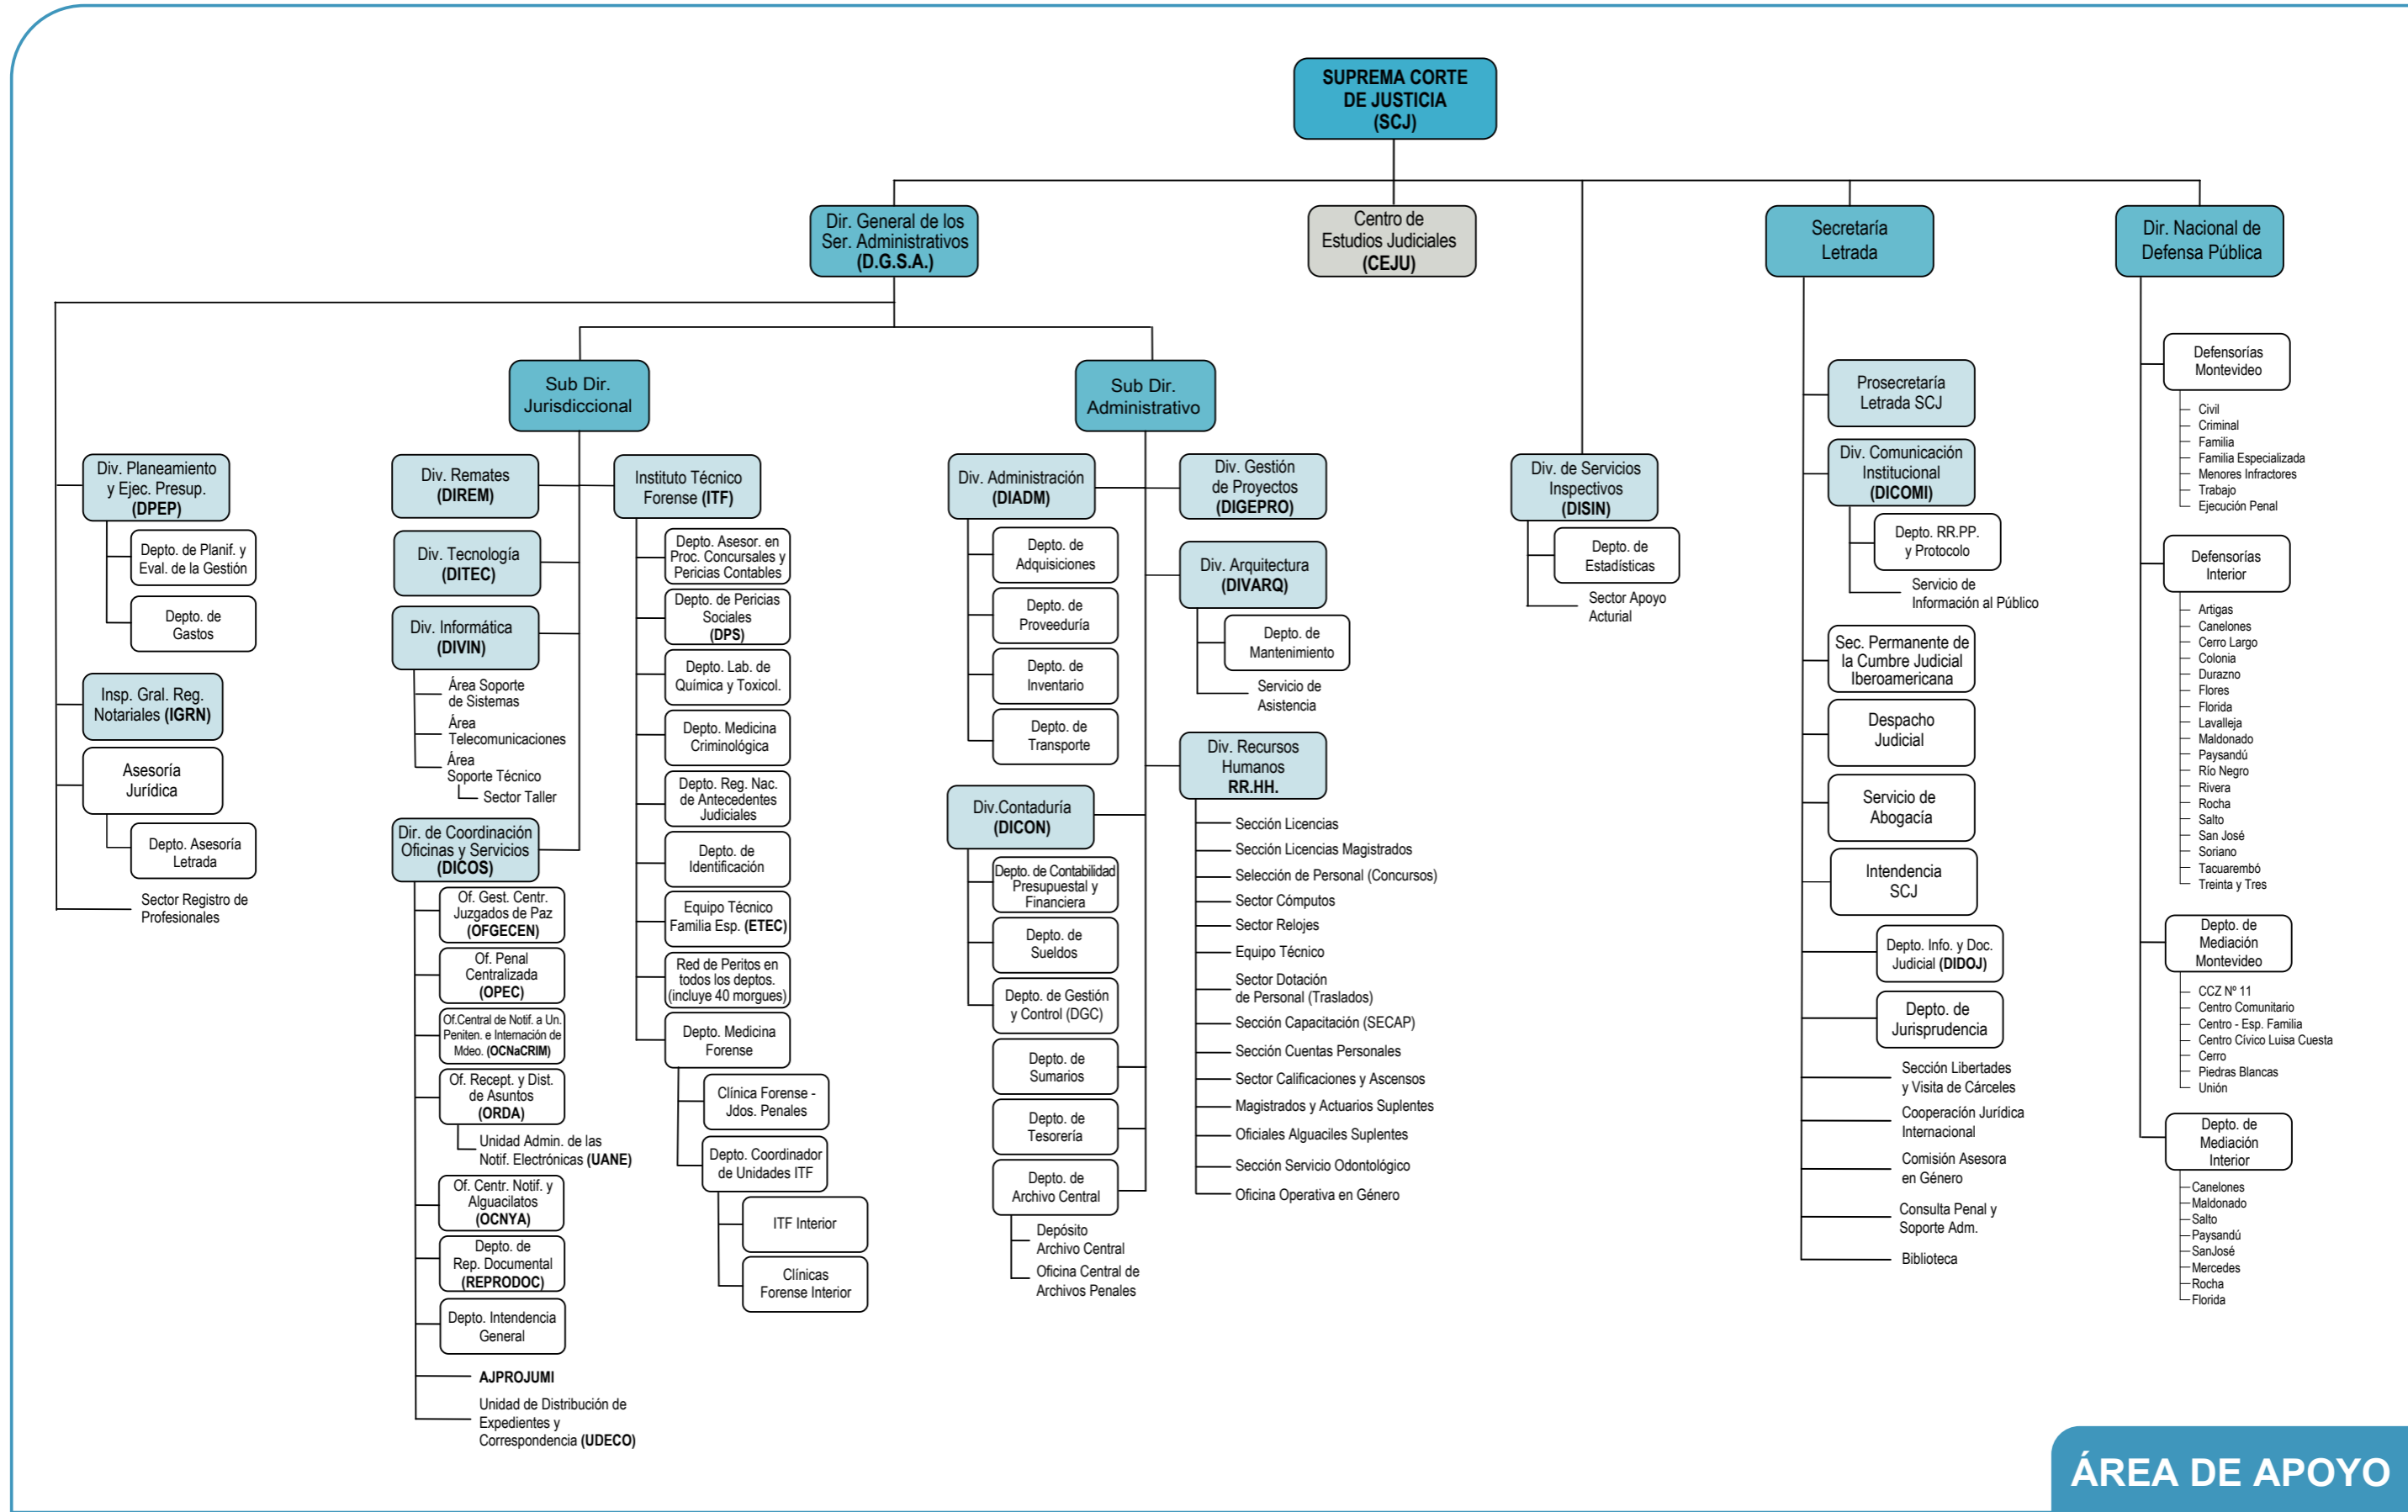 SUPREMA CORTE
DE JUSTICIA
(SCJ)
Dir. General de los
Ser. Administrativos
(D.G.S.A.)
Centro de
Estudios Judiciales
(CEJU)
Secretaría
Letrada
Dir. Nacional de
Defensa Pública
Div. Planeamiento
y Ejec. Presup.
(DPEP)
Depto. de Planif. y
Eval. de la Gestión
Depto. de
Gastos
Insp. Gral. Reg.
Notariales (IGRN)
Asesoría
Jurídica
Depto. Asesoría
Letrada
Sector Registro de
Profesionales
Sub Dir.
Jurisdiccional
Div. Remates
(DIREM)
Div. Tecnología
(DITEC)
Div. Informática
(DIVIN)
Área Soporte
de Sistemas
Área
Telecomunicaciones
Área
Soporte Técnico
Sector Taller
Dir. de Coordinación
Oficinas y Servicios
(DICOS)
Of. Gest. Centr.
Juzgados de Paz
(OFGECEN)
Of. Penal
Centralizada
(OPEC)
Of.Central de Notif. a Un.
Peniten. e Internación de
Mdeo. (OCNaCRIM)
Of. Recept. y Dist.
de Asuntos
(ORDA)
Unidad Admin. de las
Notif. Electrónicas (UANE)
Of. Centr. Notif. y
Alguacilatos
(OCNYA)
Depto. de
Rep. Documental
(REPRODOC)
Depto. Intendencia
General
AJPROJUMI
Unidad de Distribución de
Expedientes y
Correspondencia (UDECO)
Instituto Técnico
Forense (ITF)
Depto. Asesor. en
Proc. Concursales y
Pericias Contables
Depto. de Pericias
Sociales
(DPS)
Depto. Lab. de
Química y Toxicol.
Depto. Medicina
Criminológica
Depto. Reg. Nac.
de Antecedentes
Judiciales
Depto. de
Identificación
Equipo Técnico
Familia Esp. (ETEC)
Red de Peritos en
todos los deptos.
(incluye 40 morgues)
Depto. Medicina
Forense
Clínica Forense -
Jdos. Penales
Depto. Coordinador
de Unidades ITF
ITF Interior
Clínicas
Forense Interior
Sub Dir.
Administrativo
Div. Administración
(DIADM)
Depto. de
Adquisiciones
Depto. de
Proveeduría
Depto. de
Inventario
Depto. de
Transporte
Div.Contaduría
(DICON)
Depto. de Contabilidad
Presupuestal y
Financiera
Depto. de
Sueldos
Depto. de Gestión
y Control (DGC)
Depto. de
Sumarios
Depto. de
Tesorería
Depto. de
Archivo Central
Depósito
Archivo Central
Oficina Central de
Archivos Penales
Div. Gestión
de Proyectos
(DIGEPRO)
Div. Arquitectura
(DIVARQ)
Depto. de
Mantenimiento
Servicio de
Asistencia
Div. Recursos
Humanos
RR.HH.
Sección Licencias
Sección Licencias Magistrados
Selección de Personal (Concursos)
Sector Cómputos
Sector Relojes
Equipo Técnico
Sector Dotación
de Personal (Traslados)
Sección Capacitación (SECAP)
Sección Cuentas Personales
Sector Calificaciones y Ascensos
Magistrados y Actuarios Suplentes
Oficiales Alguaciles Suplentes
Sección Servicio Odontológico
Oficina Operativa en Género
Div. de Servicios
Inspectivos
(DISIN)
Depto. de
Estadísticas
Sector Apoyo
Acturial
Prosecretaría
Letrada SCJ
Div. Comunicación
Institucional
(DICOMI)
Depto. RR.PP.
y Protocolo
Servicio de
Información al Público
Sec. Permanente de
la Cumbre Judicial
Iberoamericana
Despacho
Judicial
Servicio de
Abogacía
Intendencia
SCJ
Depto. Info. y Doc.
Judicial (DIDOJ)
Depto. de
Jurisprudencia
Sección Libertades
y Visita de Cárceles
Cooperación Jurídica
Internacional
Comisión Asesora
en Género
Consulta Penal y
Soporte Adm.
Biblioteca
Defensorías
Montevideo
Civil
Criminal
Familia
Familia Especializada
Menores Infractores
Trabajo
Ejecución Penal
Defensorías
Interior
Artigas
Canelones
Cerro Largo
Colonia
Durazno
Flores
Florida
Lavalleja
Maldonado
Paysandú
Río Negro
Rivera
Rocha
Salto
San José
Soriano
Tacuarembó
Treinta y Tres
Depto. de
Mediación
Montevideo
CCZ Nº 11
Centro Comunitario
Centro - Esp. Familia
Centro Cívico Luisa Cuesta
Cerro
Piedras Blancas
Unión
Depto. de
Mediación
Interior
Canelones
Maldonado
Salto
Paysandú
SanJosé
Mercedes
Rocha
Florida
ÁREA DE APOYO